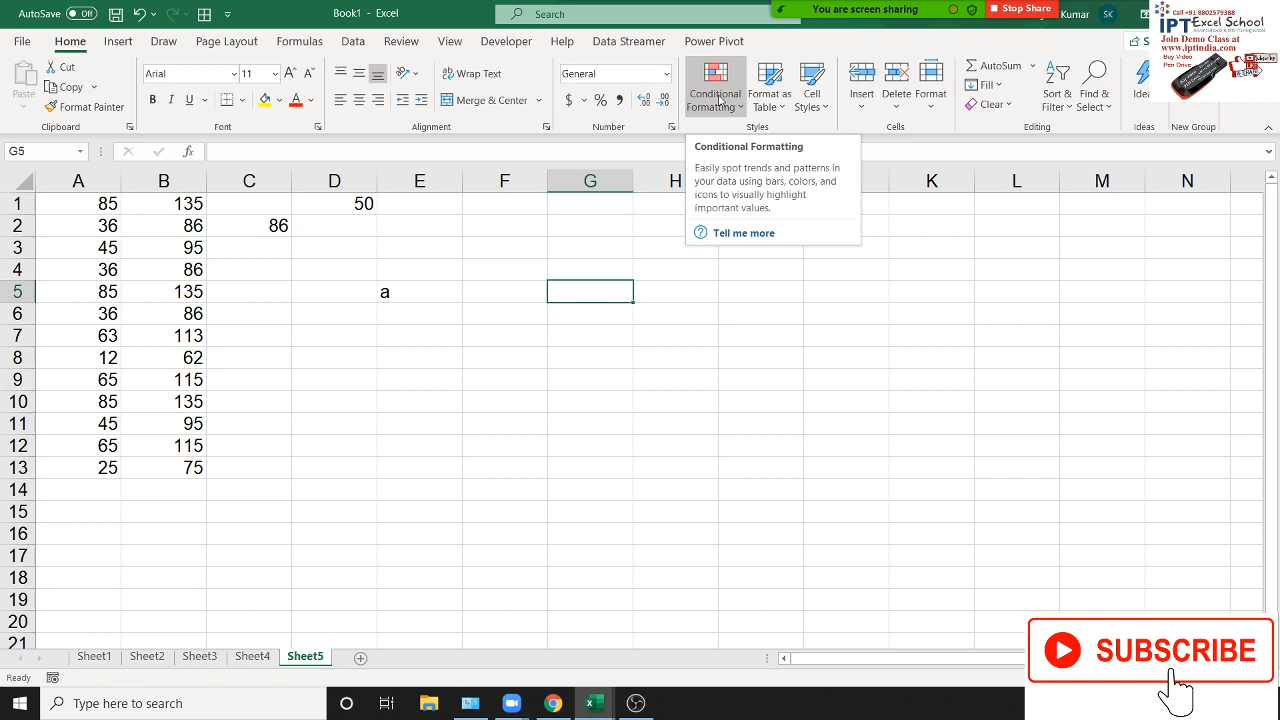 AutoSave Off Book1 - Excel Search You are screen sharing Stop Share Kumar SK
Call +91 8802579388
IPT Excel School
Advanced Excel & MIS Training School
Join Demo Class at
www.iptindia.com
Buy Video
Pen Drive
File Home Insert Draw Page Layout Formulas Data Review View Developer Help Data Streamer Power Pivot
Paste Cut
Copy
Format Painter
Clipboard
Arial 11
B I U
Font
Wrap Text
Merge & Center
Alignment
General
$ % ,
Number
Conditional Formatting Format as Table Cell Styles
Styles
Insert Delete Format
Cells
AutoSum
Fill
Clear
Sort & Filter Find & Select
Editing
Ideas
Ideas New Group
G5 fx
Conditional Formatting
Easily spot trends and patterns in
your data using bars, colors, and
icons to visually highlight
important values.
Tell me more
A B C D E F G H K L M N
1 85 135 50
2 36 86 86
3 45 95
4 36 86
5 85 135 a
6 36 86
7 63 113
8 12 62
9 65 115
10 85 135
11 45 95
12 65 115
13 25 75
14
15
16
17
18
19
20
21
SUBSCRIBE
Sheet1 Sheet2 Sheet3 Sheet4 Sheet5
Ready
Type here to search